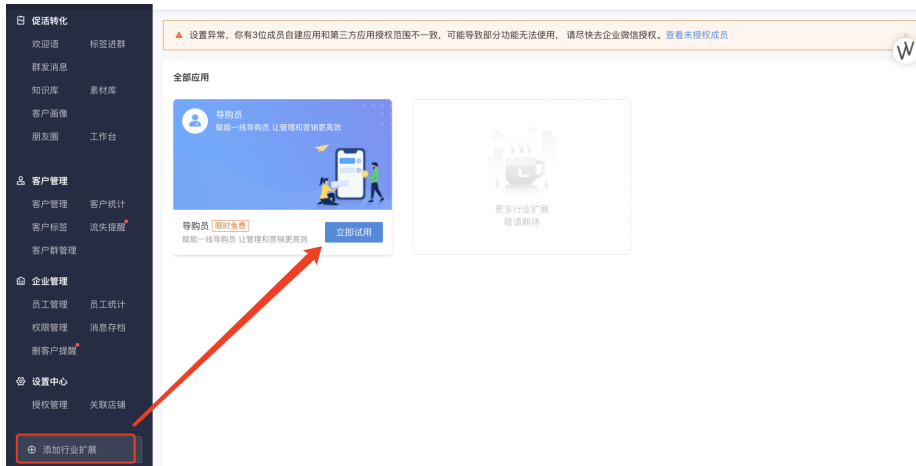 促活转化
欢迎语 标签进群
群发消息
知识库 素材库
客户画像
朋友圈 工作台
客户管理
客户管理 客户统计
客户标签 流失提醒
客户群管理
企业管理
员工管理 员工统计
权限管理 消息存档
删客户提醒
设置中心
授权管理 关联店铺
添加行业扩展
设置异常，你有3位成员自建应用和第三方应用授权范围不一致，可能导致部分功能无法使用， 请尽快去企业微信授权。查看未授权成员
W
全部应用
导购员
赋能一线导购员 让管理和营销更高效
导购员 限时免费
赋能一线导购员 让管理和营销更高效
立即试用
更多行业扩展
敬请期待